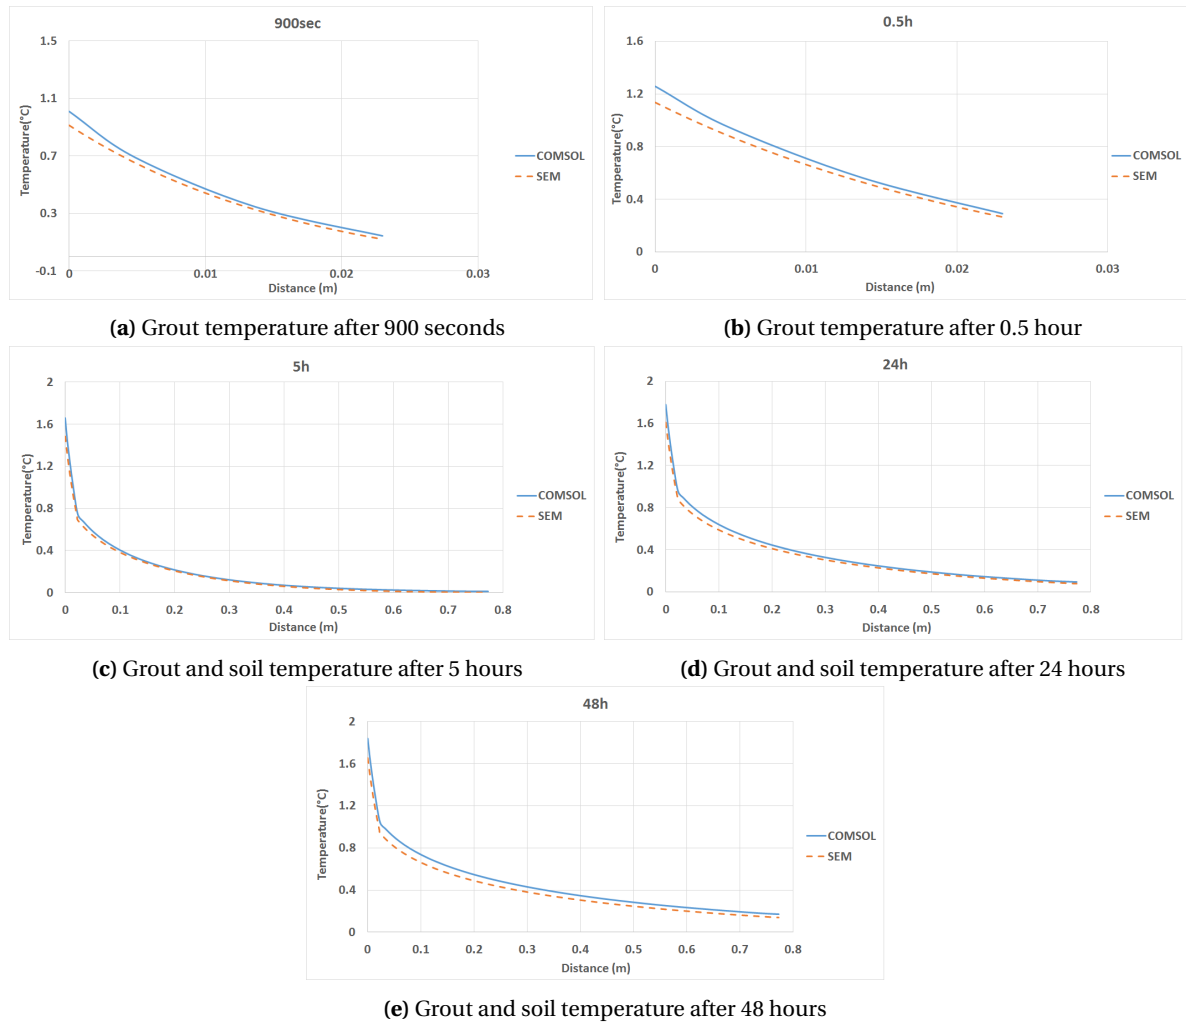 900sec
1.5
1.1
0.7
0.3
-0.1
Temperature(°C)
0
0.01
0.02
0.03
Distance (m)
COMSOL
SEM
(a) Grout temperature after 900 seconds
0.5h
1.6
1.2
0.8
0.4
0
Temperature(°C)
0
0.01
0.02
0.03
Distance (m)
COMSOL
SEM
(b) Grout temperature after 0.5 hour
5h
2
1.6
1.2
0.8
0.4
0
Temperature(°C)
0
0.1
0.2
0.3
0.4
0.5
0.6
0.7
0.8
Distance (m)
COMSOL
SEM
(c) Grout and soil temperature after 5 hours
24h
2
1.6
1.2
0.8
0.4
0
Temperature(°C)
0
0.1
0.2
0.3
0.4
0.5
0.6
0.7
0.8
Distance (m)
COMSOL
SEM
(d) Grout and soil temperature after 24 hours
48h
2
1.6
1.2
0.8
0.4
0
Temperature(°C)
0
0.1
0.2
0.3
0.4
0.5
0.6
0.7
0.8
Distance (m)
COMSOL
SEM
(e) Grout and soil temperature after 48 hours